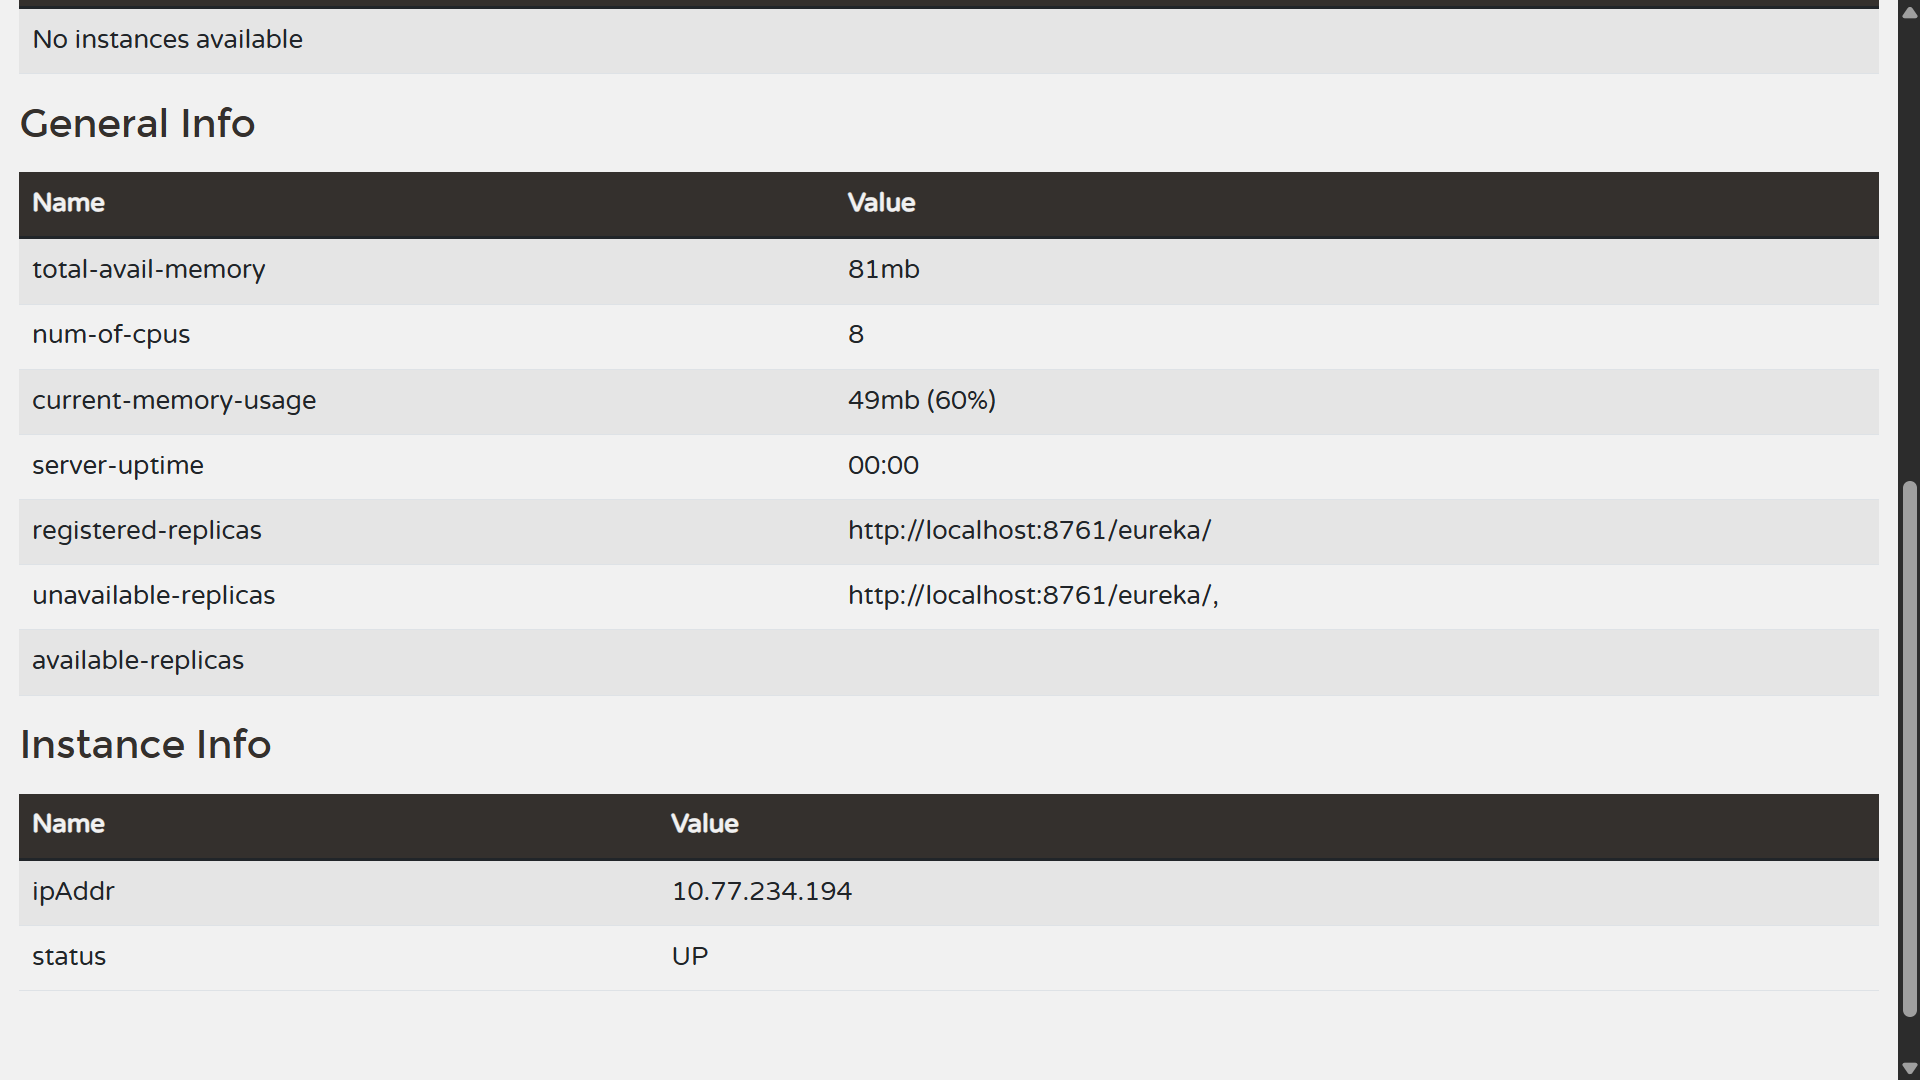 No instances available
General Info
Name Value
total-avail-memory 81mb
num-of-cpus 8
current-memory-usage 49mb (60%)
server-uptime 00:00
registered-replicas http://localhost:8761/eureka/
unavailable-replicas http://localhost:8761/eureka/,
available-replicas
Instance Info
Name Value
ipAddr 10.77.234.194
status UP